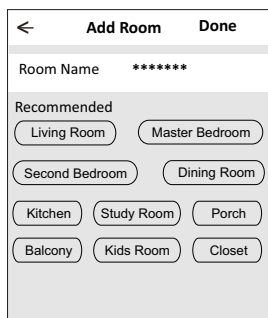 Add Room Done
Room Name *******
Recommended
Living Room Master Bedroom
Second Bedroom Dining Room
Kitchen Study Room Porch
Balcony Kids Room Closet